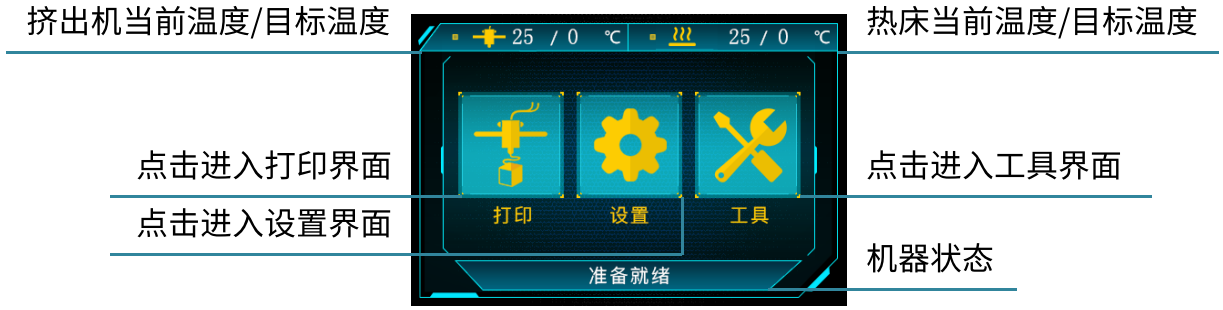 挤出机当前温度/目标温度
25 / 0 ℃
25 / 0 ℃
热床当前温度/目标温度
点击进入打印界面
点击进入工具界面
点击进入设置界面
打印
设置
工具
准备就绪
机器状态